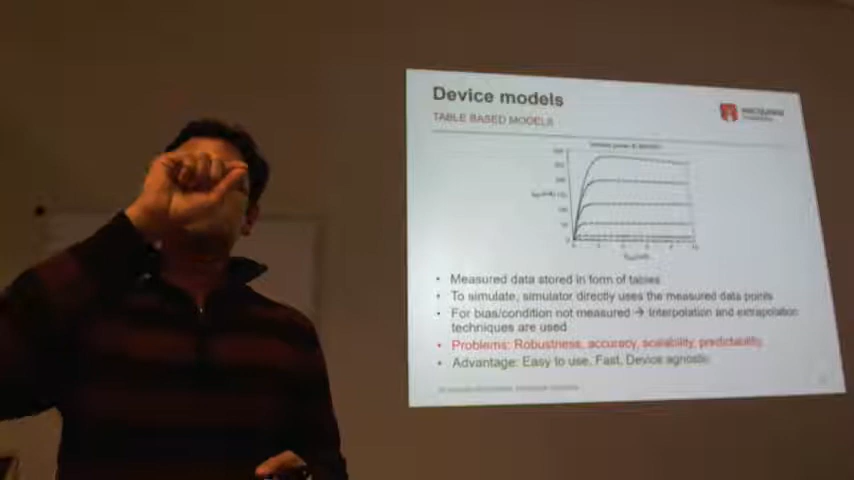 Device models
TABLE BASED MODELS
MACQUARIE
University
• Measured data stored in form of tables
• To simulate, simulator directly uses the measured data points
• For bias/condition not measured → Interpolation and extrapolation
techniques are used
• Problems: Robustness, accuracy, scalability, predictability
• Advantage: Easy to use, Fast, Device agnostic